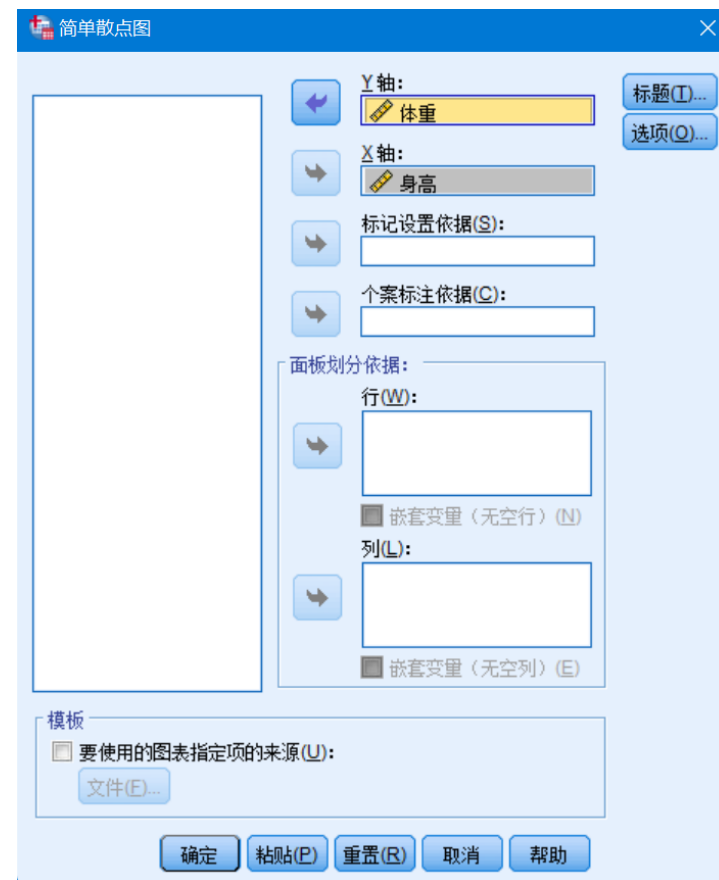 简单散点图
Y轴:
体重
标题(T)...
选项(O)...
X轴:
身高
标记设置依据(S):
个案标注依据(C):
面板划分依据:
行(W):
嵌套变量（无空行）(N)
列(L):
嵌套变量（无空列）(E)
模板
要使用的图表指定项的来源(U):
文件(F)...
确定 粘贴(P) 重置(R) 取消 帮助